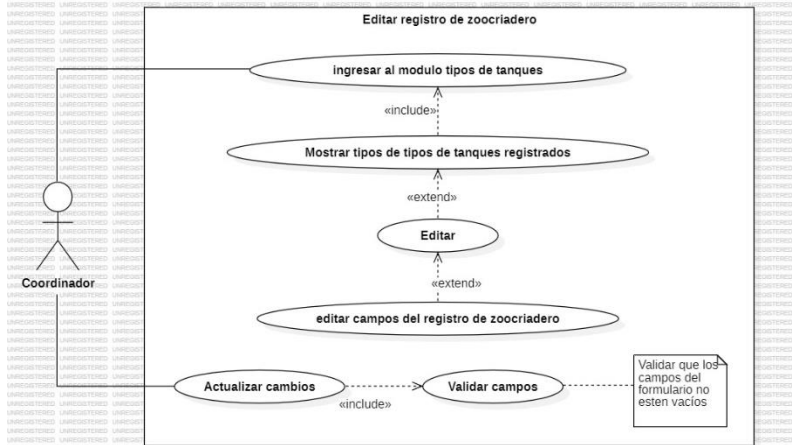 Editar registro de zoocriadero
ingresar al modulo tipos de tanques
«include»
Mostrar tipos de tipos de tanques registrados
«extend»
Editar
«extend»
Coordinador
editar campos del registro de zoocriadero
Actualizar cambios
«include»
Validar campos
Validar que los
campos del
formulario no
esten vacíos